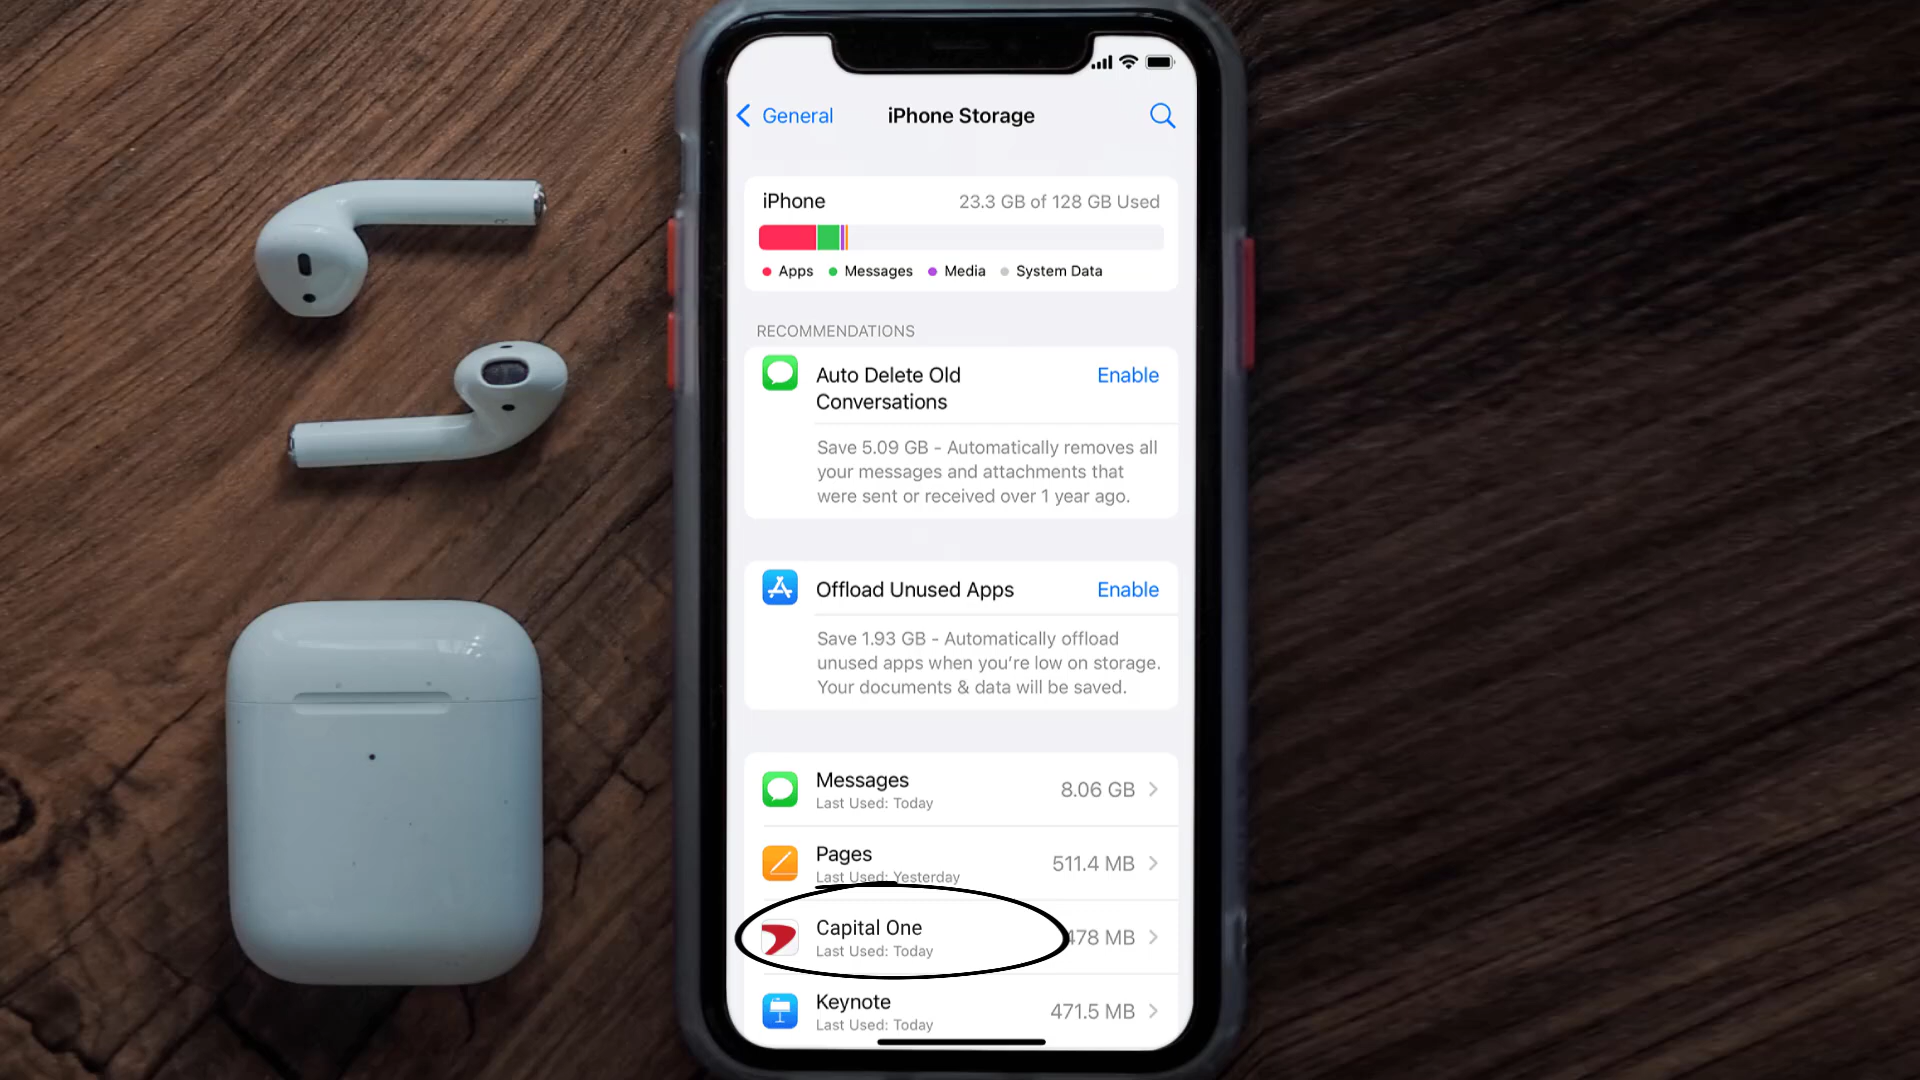 General
iPhone Storage
iPhone
23.3 GB of 128 GB Used
Apps
Messages
Media
System Data
RECOMMENDATIONS
Auto Delete Old
Conversations
Enable
Save 5.09 GB - Automatically removes all
your messages and attachments that
were sent or received over 1 year ago.
Offload Unused Apps
Enable
Save 1.93 GB - Automatically offload
unused apps when you're low on storage.
Your documents & data will be saved.
Messages
8.06 GB
Last Used: Today
Pages
511.4 MB
Last Used: Yesterday
Capital One
478 MB
Last Used: Today
Keynote
471.5 MB
Last Used: Today